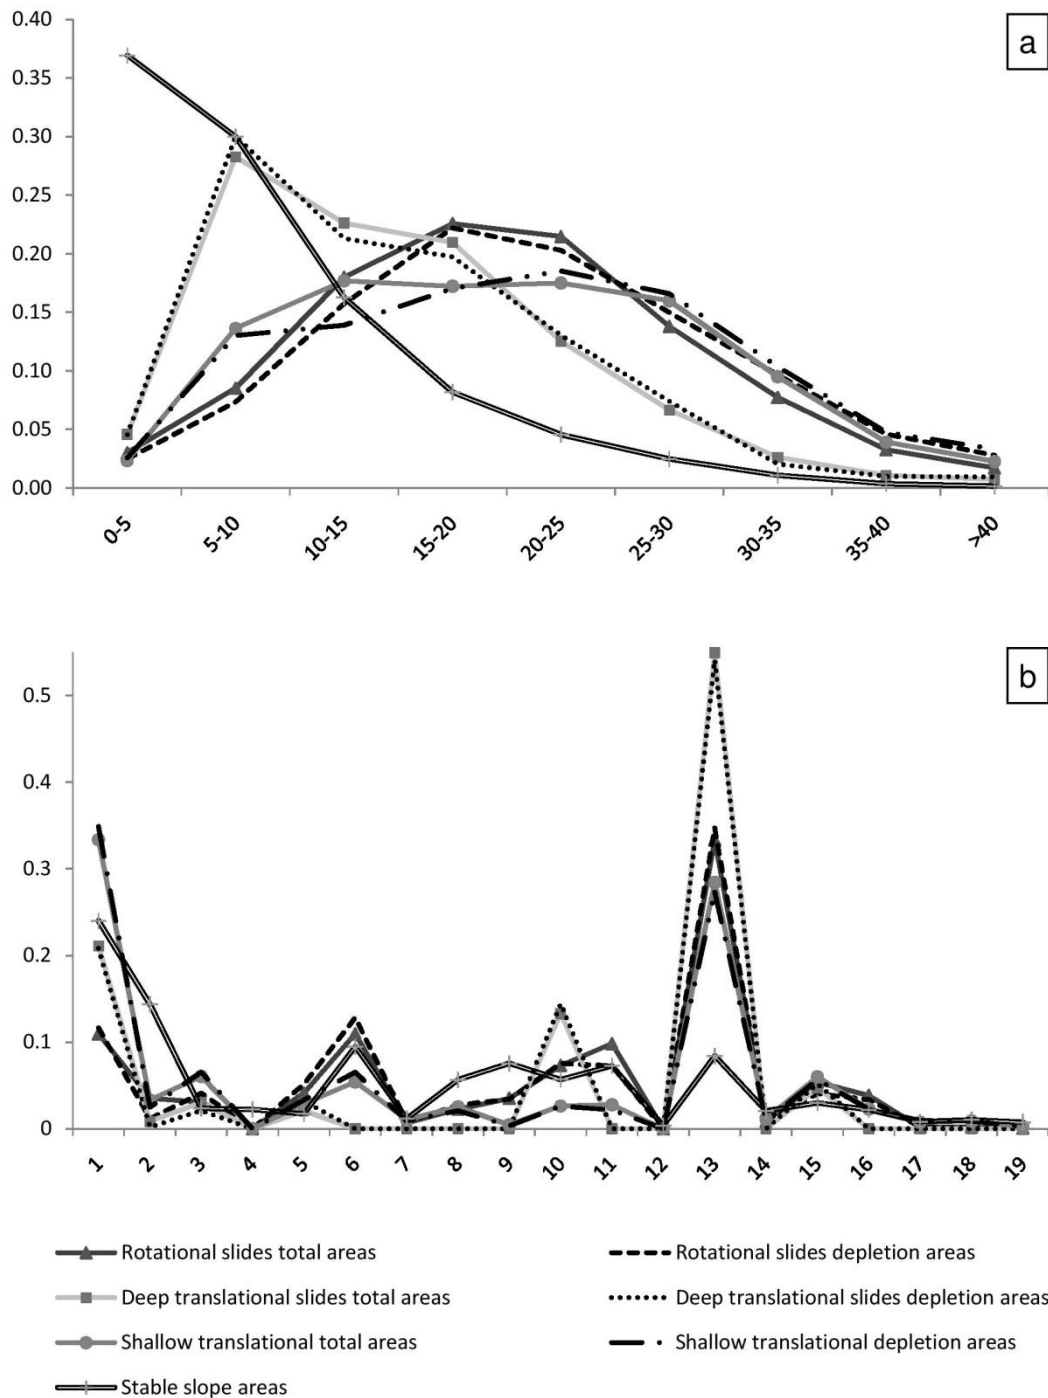 0.40
a
0.35
0.30
0.25
0.20
0.15
0.10
0.05
0.00
0-5 5-10 10-15 15-20 20-25 25-30 30-35 35-40 >40
b
0.5
0.4
0.3
0.2
0.1
0
1 2 3 4 5 6 7 8 9 10 11 12 13 14 15 16 17 18 19
Rotational slides total areas Rotational slides depletion areas
Deep translational slides total areas Deep translational slides depletion areas
Shallow translational total areas Shallow translational depletion areas
Stable slope areas